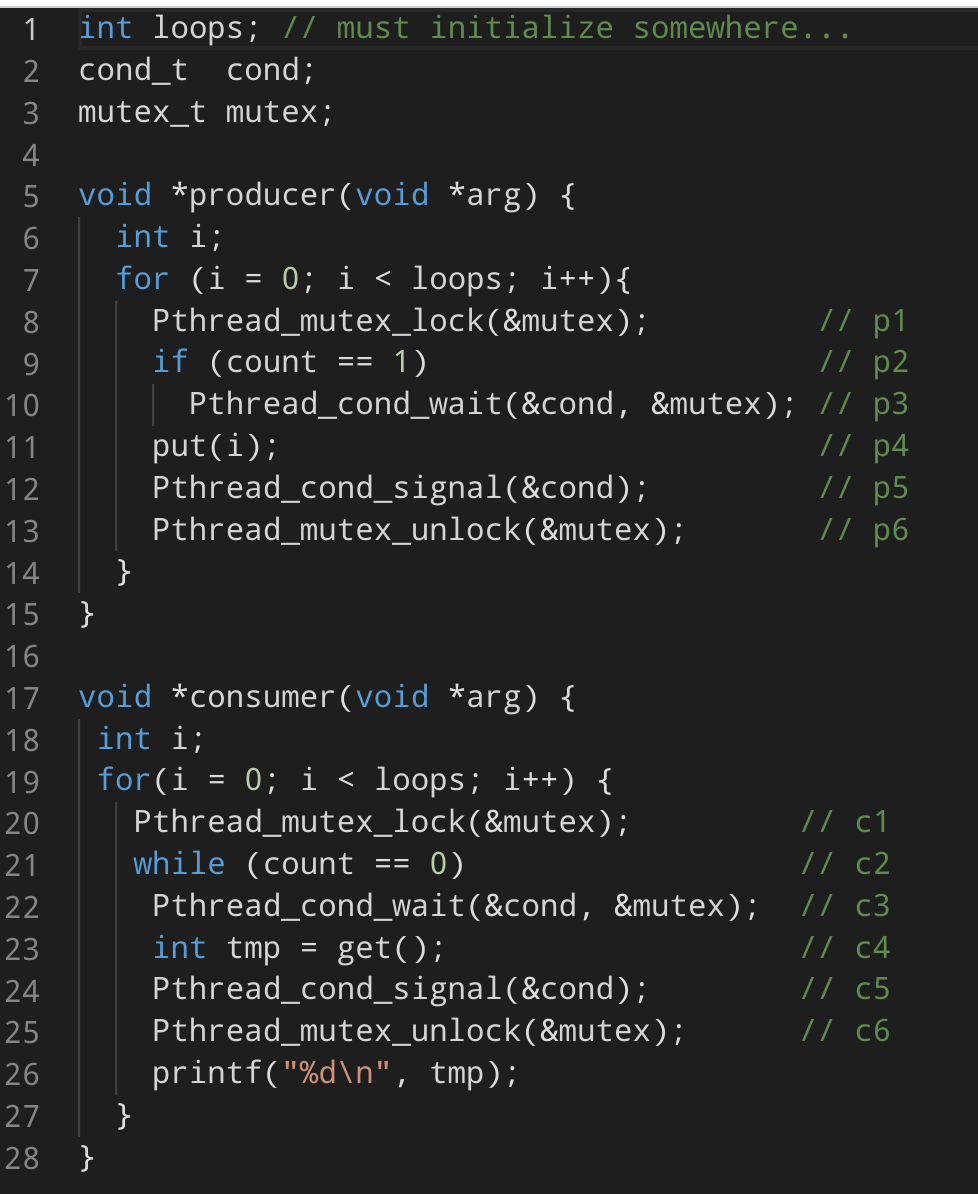 1 int loops; // must initialize somewhere...
2 cond_t  cond;
3 mutex_t mutex;
4
5 void *producer(void *arg) {
6   int i;
7   for (i = 0; i < loops; i++){
8     Pthread_mutex_lock(&mutex);         // p1
9     if (count == 1)                     // p2
10       Pthread_cond_wait(&cond, &mutex); // p3
11     put(i);                             // p4
12     Pthread_cond_signal(&cond);         // p5
13     Pthread_mutex_unlock(&mutex);       // p6
14   }
15 }
16
17 void *consumer(void *arg) {
18  int i;
19  for(i = 0; i < loops; i++) {
20    Pthread_mutex_lock(&mutex);         // c1
21    while (count == 0)                  // c2
22     Pthread_cond_wait(&cond, &mutex);  // c3
23     int tmp = get();                   // c4
24     Pthread_cond_signal(&cond);        // c5
25     Pthread_mutex_unlock(&mutex);      // c6
26     printf("%d\n", tmp);
27   }
28 }